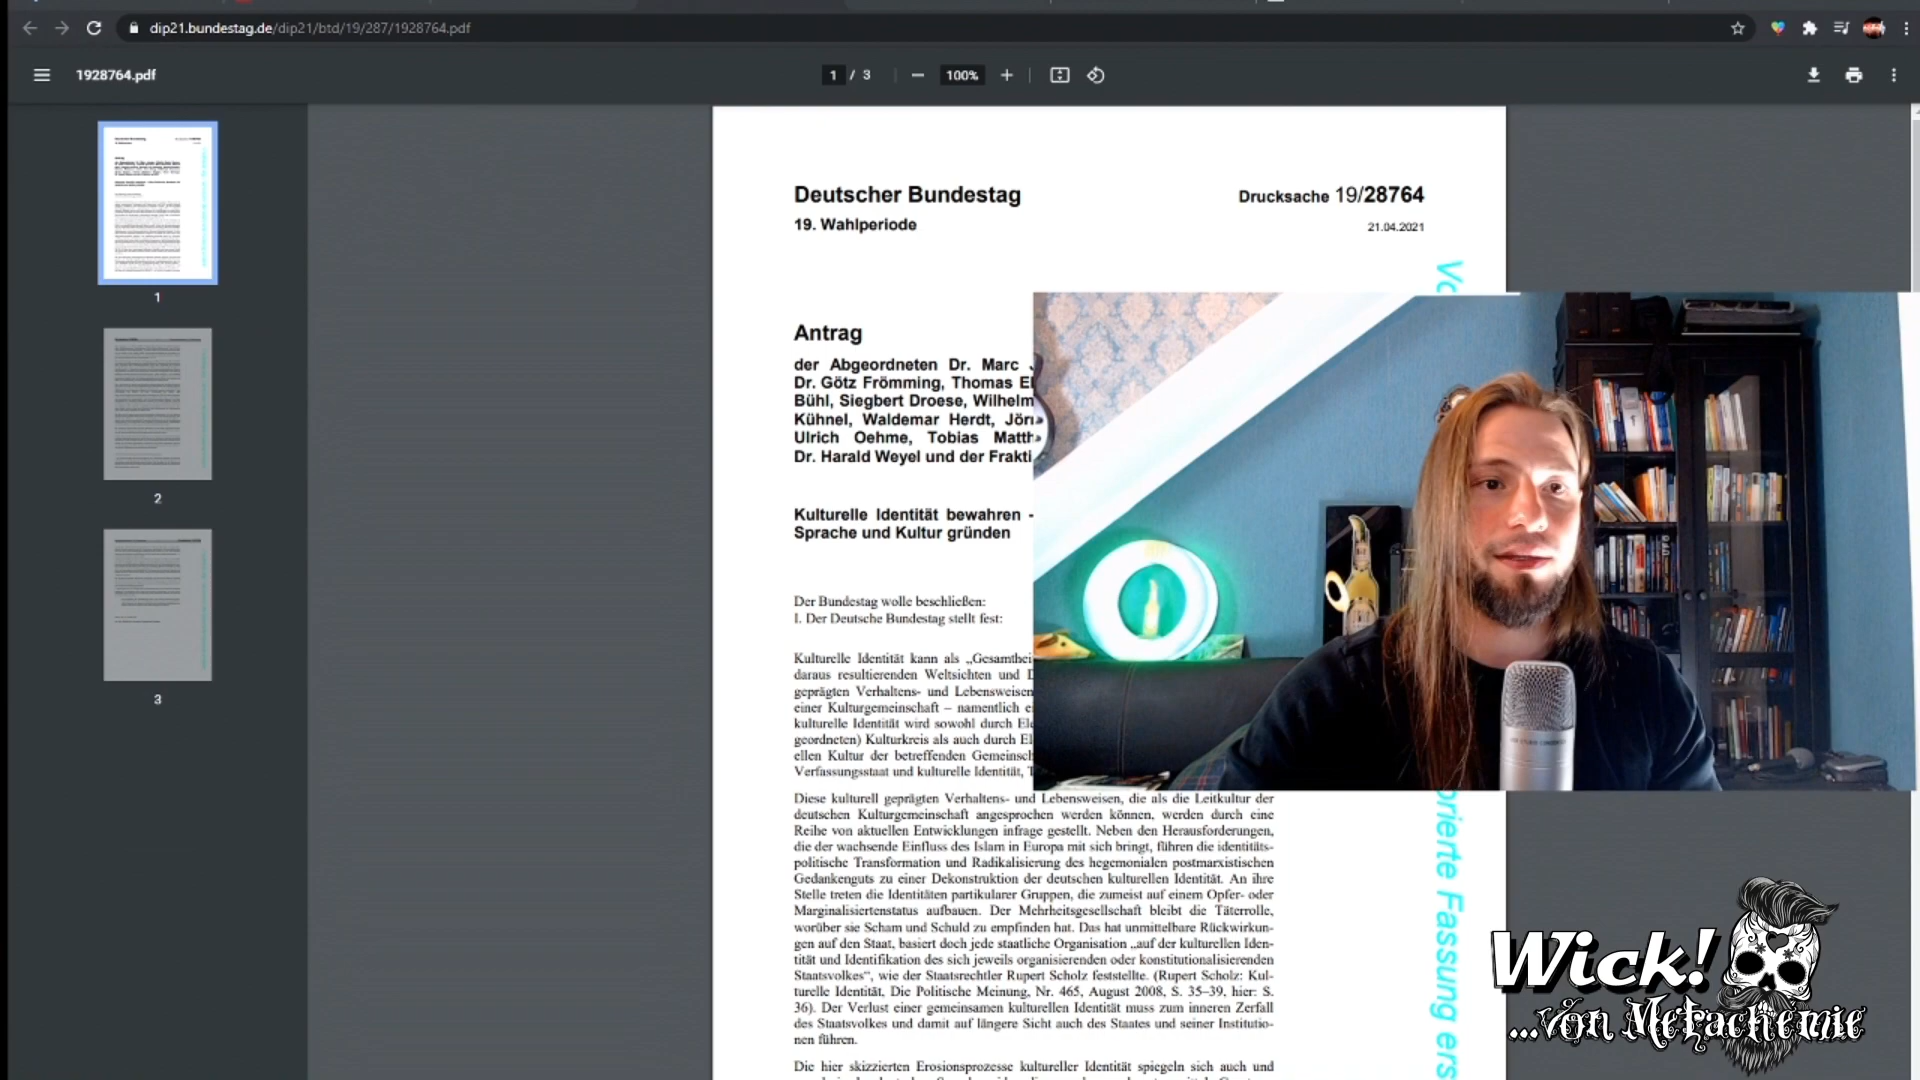 dip21.bundestag.de/dip21/btd/19/287/1928764.pdf
1928764.pdf
1 / 3
100%
1
2
3
Deutscher Bundestag
Drucksache 19/28764
19. Wahlperiode
21.04.2021
Antrag
der Abgeordneten Dr. Marc
Dr. Götz Frömming, Thomas
Bühl, Siegbert Droese, Wilhelm
Kühnel, Waldemar Herdt,
Ulrich Oehme, Tobias
Dr. Harald Weyel und der
Kulturelle Identität bewahren -
Sprache und Kultur gründen
Der Bundestag wolle beschließen:
I. Der Deutsche Bundestag stellt fest:
Kulturelle Identität kann als
daraus resultierenden Weltsichten und
geprägten Verhaltens- und Lebensweisen
einer Kulturgemeinschaft – namentlich
kulturelle Identität wird sowohl durch
geordneten) Kulturkreis als auch durch
ellen Kultur der betreffenden
Verfassungsstaat und kulturelle Identität,
Diese kulturell geprägten Verhaltens- und Lebensweisen, die als die Leitkultur der
deutschen Kulturgemeinschaft angesprochen werden können, werden durch eine
Reihe von aktuellen Entwicklungen infrage gestellt. Neben den Herausforderungen,
die der wachsende Einfluss des Islam in Europa mit sich bringt, führen die identitäts-
politische Transformation und Radikalisierung des hegemonialen postmarxistischen
Gedankenguts zu einer Dekonstruktion der deutschen kulturellen Identität. An ihre
Stelle treten die Identitäten partikularer Gruppen, die zumeist auf einem Opfer- oder
Marginalisiertenstatus aufbauen. Der Mehrheitsgesellschaft bleibt die Täterrolle,
worüber sie Scham und Schuld zu empfinden hat. Das hat unmittelbare Rückwirkun-
gen auf den Staat, basiert doch jede staatliche Organisation „auf der kulturellen Iden-
tität und Identifikation des sich jeweils organisierenden oder konstitutionalisierenden
Staatsvolkes“, wie der Staatsrechtler Rupert Scholz feststellte. (Rupert Scholz: Kul-
turelle Identität, Die Politische Meinung, Nr. 465, August 2008, S. 35–39, hier: S.
36). Der Verlust einer gemeinsamen kulturellen Identität muss zum inneren Zerfall
des Staatsvolkes und damit auf längere Sicht auch des Staates und seiner Institutio-
nen führen.
Die hier skizzierten Erosionsprozesse kultureller Identität spiegeln sich auch und
orierte Fassung ers
Wick!
...von Metachemie